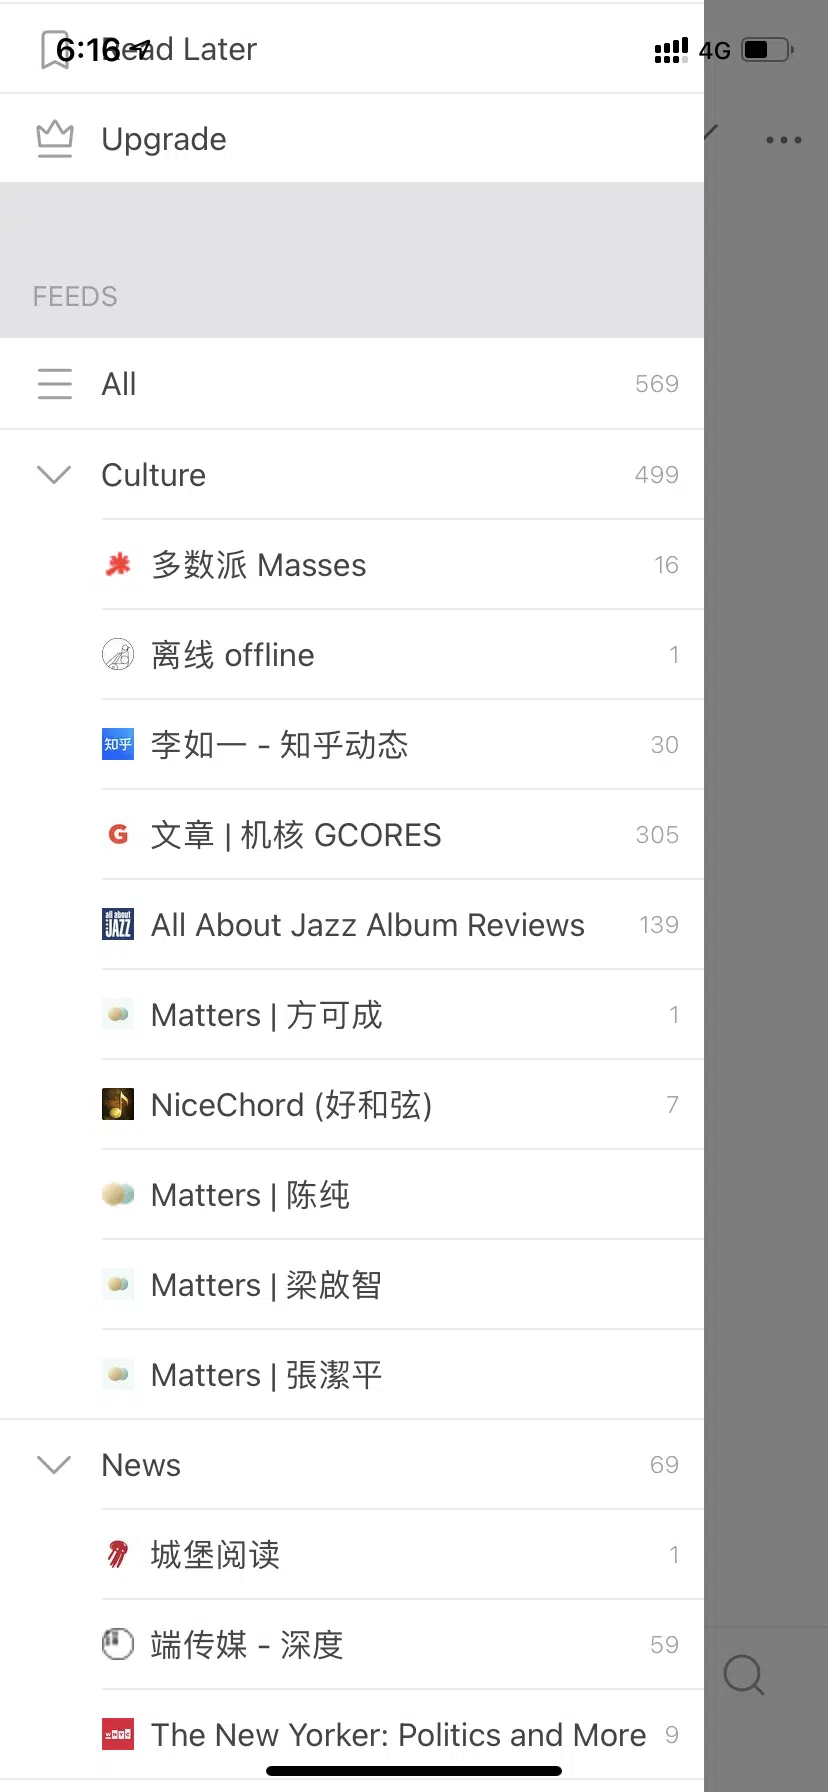 6:16
Read Later
4G
Upgrade
FEEDS
All 569
Culture 499
多数派 Masses 16
离线 offline 1
知乎 李如一 - 知乎动态 30
G 文章 | 机核 GCORES 305
all about JAZZ All About Jazz Album Reviews 139
Matters | 方可成 1
NiceChord (好和弦) 7
Matters | 陈纯
Matters | 梁啟智
Matters | 張潔平
News 69
城堡阅读 1
端传媒 - 深度 59
WNYC The New Yorker: Politics and More 9